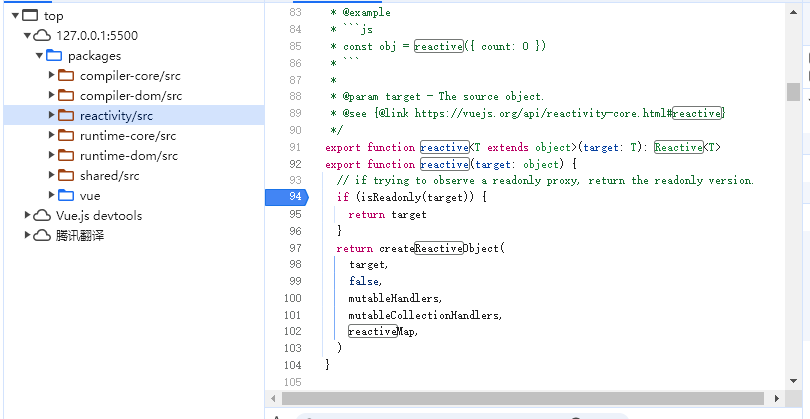 top
127.0.0.1:5500
packages
compiler-core/src
compiler-dom/src
reactivity/src
runtime-core/src
runtime-dom/src
shared/src
vue
Vue.js devtools
腾讯翻译
83 * @example
84 * ```js
85 * const obj = reactive({ count: 0 })
86 * ```
87 *
88 * @param target - The source object.
89 * @see {@link https://vuejs.org/api/reactivity-core.html#reactive}
90 */
91 export function reactive<T extends object>(target: T): Reactive<T>
92 export function reactive(target: object) {
93 // if trying to observe a readonly proxy, return the readonly version.
94 if (isReadonly(target)) {
95 return target
96 }
97 return createReactiveObject(
98 target,
99 false,
100 mutableHandlers,
101 mutableCollectionHandlers,
102 reactiveMap,
103 )
104 }
105